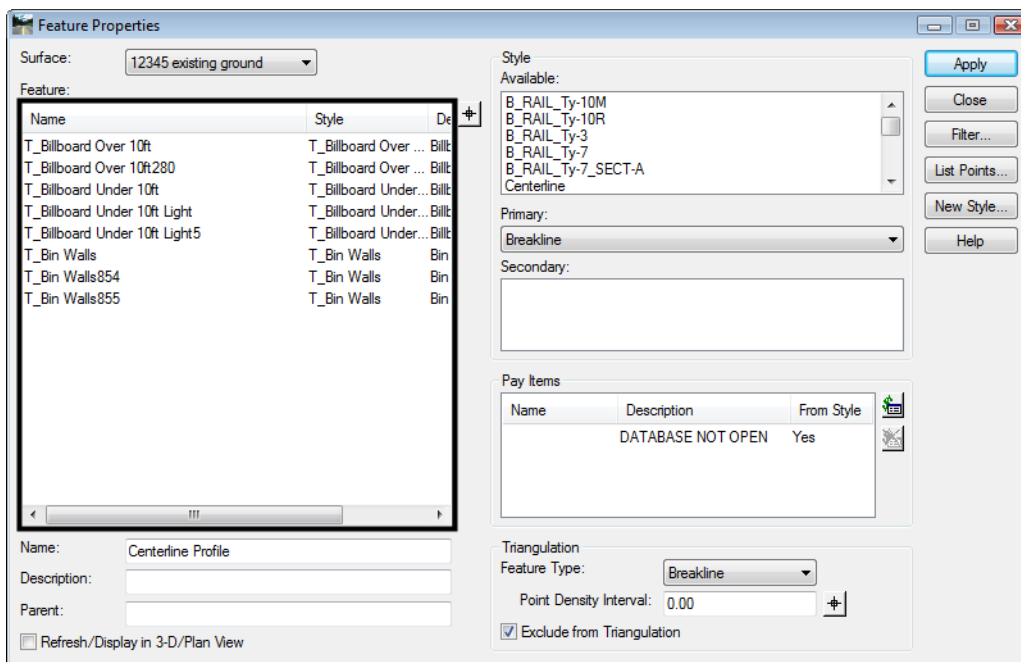 Feature Properties
Surface:
12345 existing ground
Feature:
Name Style De
T_Billboard Over 10ft T_Billboard Over ... Billb
T_Billboard Over 10ft280 T_Billboard Over ... Billb
T_Billboard Under 10ft T_Billboard Under... Billb
T_Billboard Under 10ft Light T_Billboard Under... Billb
T_Billboard Under 10ft Light5 T_Billboard Under... Billb
T_Bin Walls T_Bin Walls Bin
T_Bin Walls854 T_Bin Walls Bin
T_Bin Walls855 T_Bin Walls Bin
Name: Centerline Profile
Description:
Parent:
Refresh/Display in 3-D/Plan View
Style
Available:
B_RAIL_Ty-10M
B_RAIL_Ty-10R
B_RAIL_Ty-3
B_RAIL_Ty-7
B_RAIL_Ty-7_SECT-A
Centerline
Primary:
Breakline
Secondary:
Pay Items
Name Description From Style
DATABASE NOT OPEN Yes
Triangulation
Feature Type: Breakline
Point Density Interval: 0.00
Exclude from Triangulation
Apply
Close
Filter...
List Points...
New Style...
Help